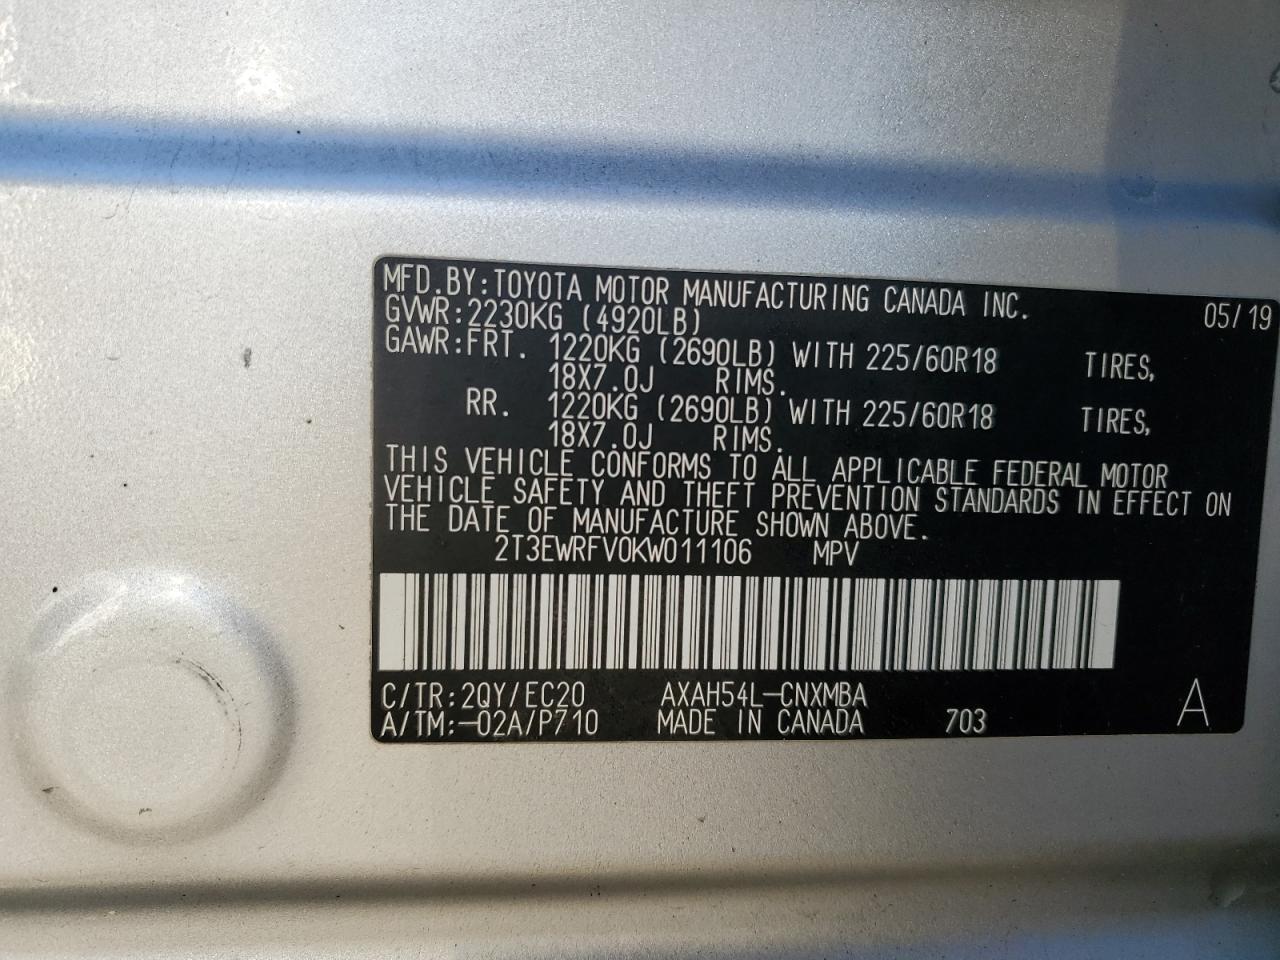 MFD.BY:TOYOTA MOTOR MANUFACTURING CANADA INC. 05/19
GVWR:2230KG (4920LB)
GAWR:FRT. 1220KG (2690LB) WITH 225/60R18 TIRES,
18X7.0J RIMS.
RR. 1220KG (2690LB) WITH 225/60R18 TIRES,
18X7.0J RIMS.
THIS VEHICLE CONFORMS TO ALL APPLICABLE FEDERAL MOTOR
VEHICLE SAFETY AND THEFT PREVENTION STANDARDS IN EFFECT ON
THE DATE OF MANUFACTURE SHOWN ABOVE.
2T3EWRFV0KW011106 MPV
C/TR:2QY/EC20 AXAH54L-CNXMBA
A/TM:-02A/P710 MADE IN CANADA 703 A